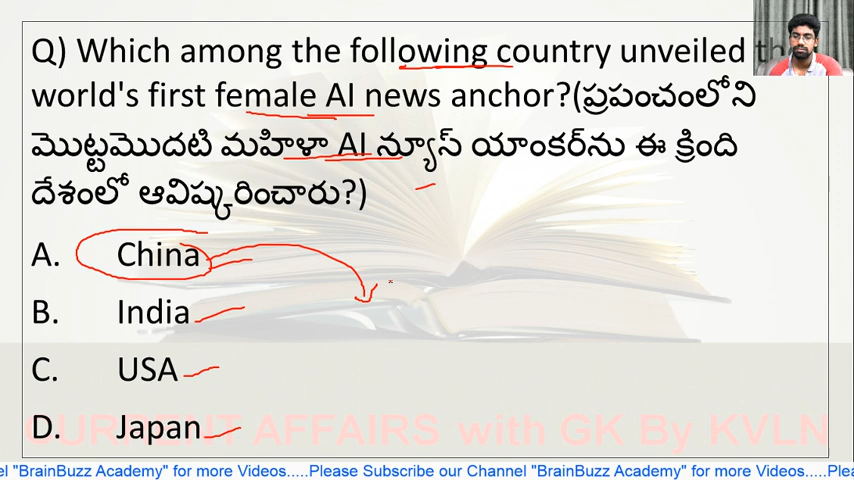 Q) Which among the following country unveiled the
world's first female AI news anchor?(ప్రపంచంలోని
మొట్టమొదటి మహిళా AI న్యూస్ యాంకర్‌ను ఈ క్రింది
దేశంలో ఆవిష్కరించారు?)
A. China
B. India
C. USA
D. Japan
CURRENT AFFAIRS with GK By KVLN
el "BrainBuzz Academy" for more Videos.....Please Subscribe our Channel "BrainBuzz Academy" for more Videos.....Plea